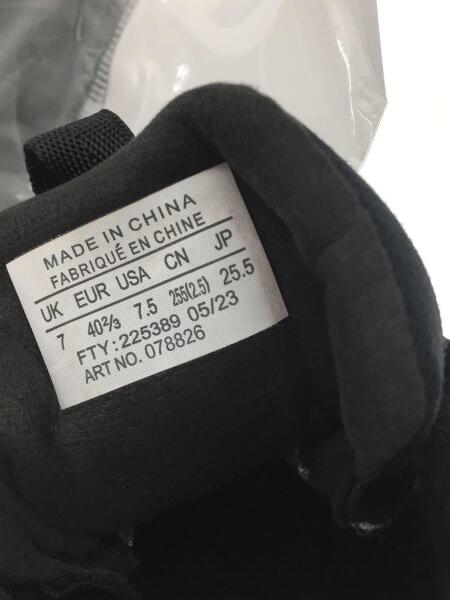 MADE IN CHINA
FABRIQUÉ EN CHINE
UK EUR USA CN JP
7 40⅔ 7.5 255(2.5) 25.5
FTY:225389 05/23
ART NO. 078826